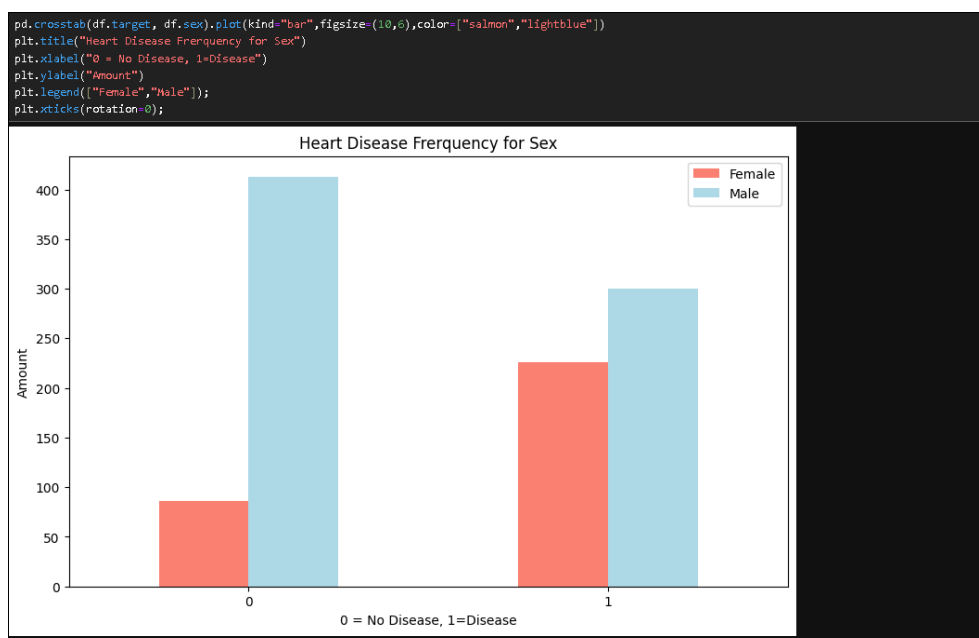 pd.crosstab(df.target, df.sex).plot(kind="bar",figsize=(10,6),color=["salmon","lightblue"])
plt.title("Heart Disease Frerquency for Sex")
plt.xlabel("0 = No Disease, 1=Disease")
plt.ylabel("Amount")
plt.legend(["Female","Male"]);
plt.xticks(rotation=0);
Heart Disease Frerquency for Sex
Female
Male
400
350
300
250
200
150
100
50
0
Amount
0
1
0 = No Disease, 1=Disease